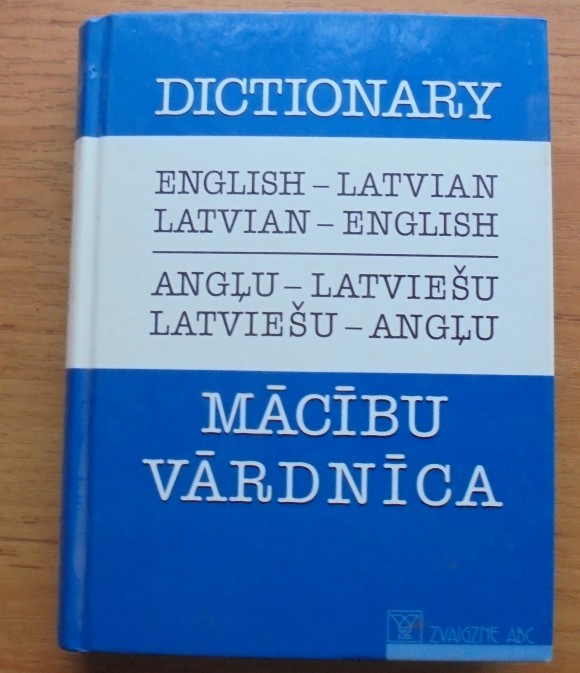 DICTIONARY
ENGLISH – LATVIAN
LATVIAN – ENGLISH
ANGĻU – LATVIEŠU
LATVIEŠU – ANGĻU
MĀCĪBU
VĀRDNĪCA
ZVAIGZNE ABC